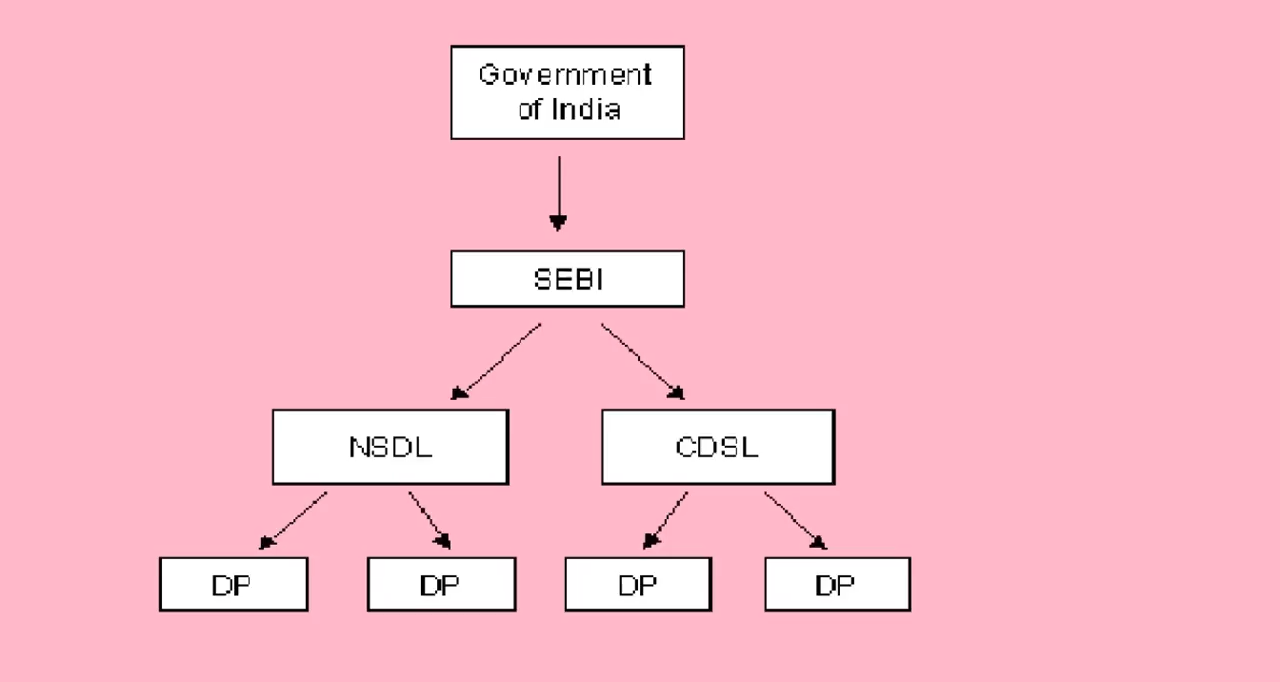 Government
of India
SEBI
NSDL
CDSL
DP
DP
DP
DP